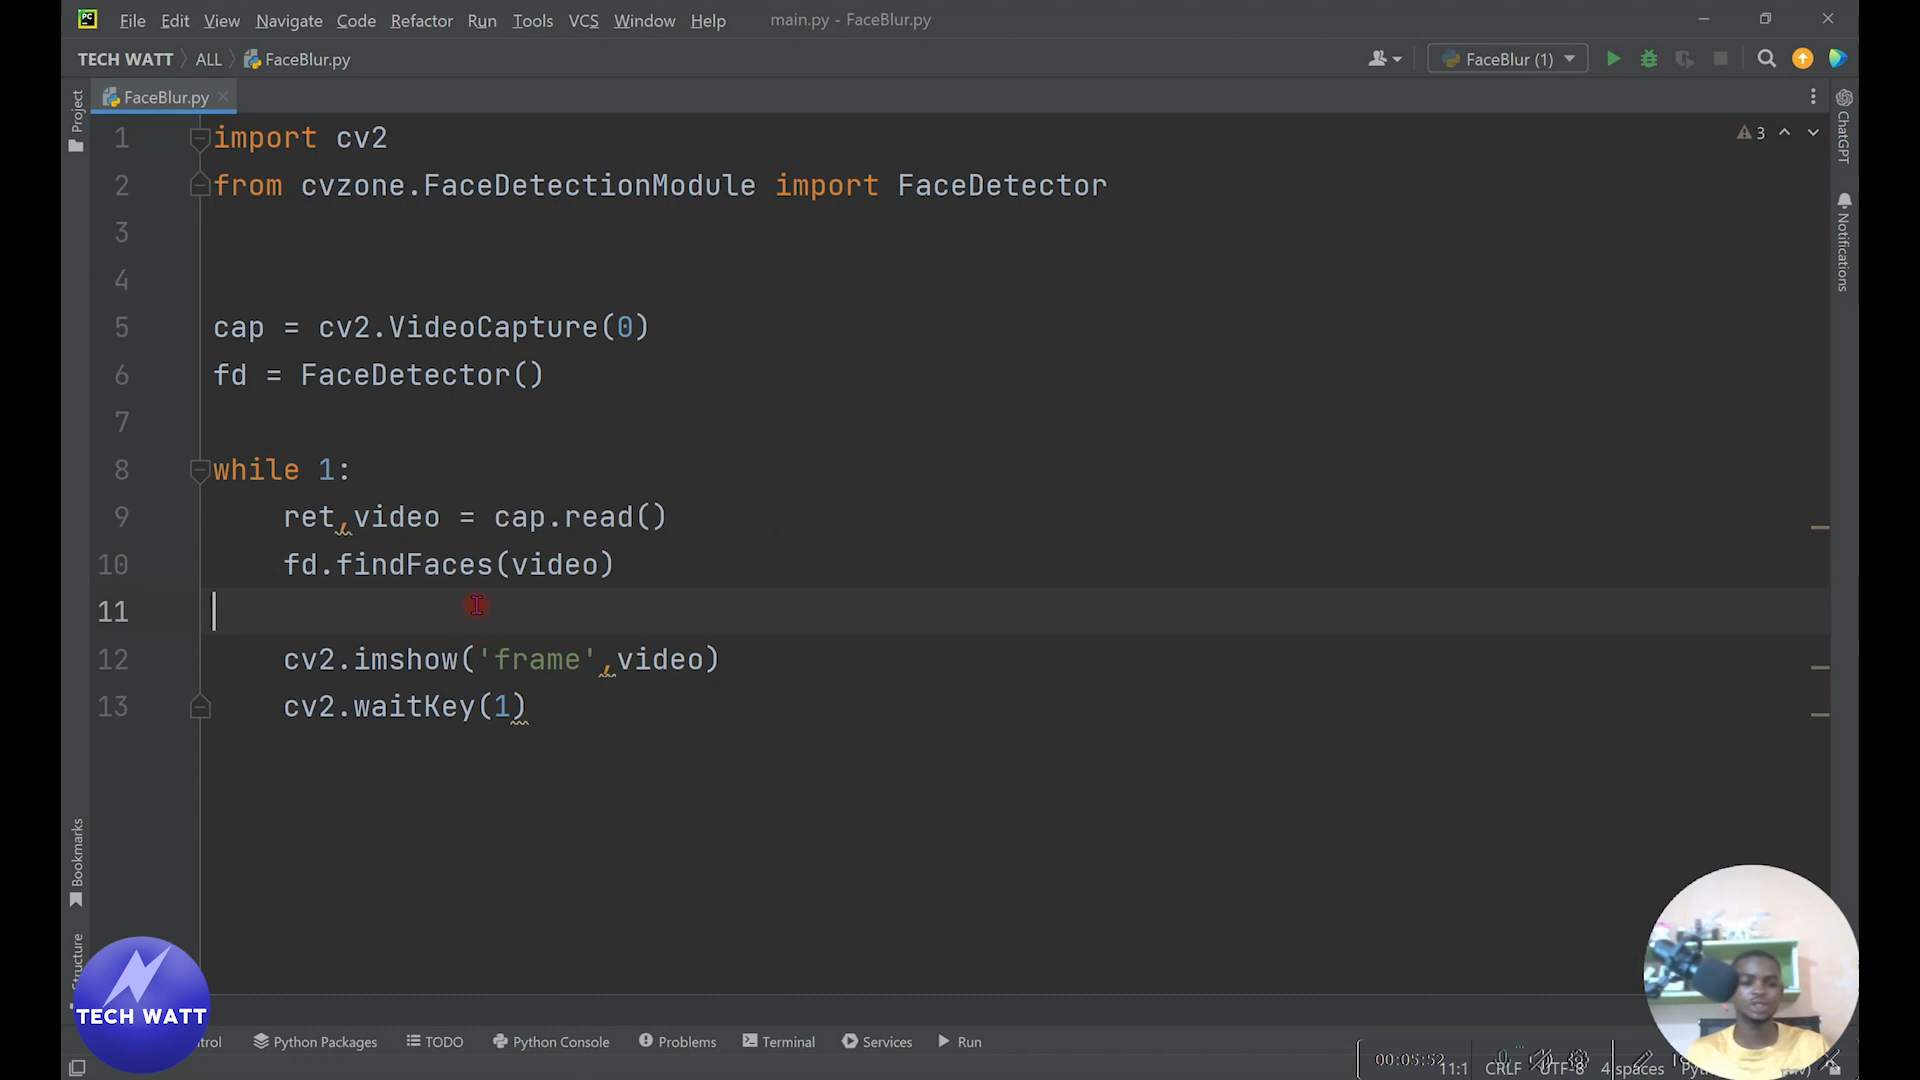 File Edit View Navigate Code Refactor Run Tools VCS Window Help main.py - FaceBlur.py
TECH WATT ALL FaceBlur.py FaceBlur (1)
FaceBlur.py
Project
ChatGPT
Notifications
3
1 import cv2
2 from cvzone.FaceDetectionModule import FaceDetector
3
4
5 cap = cv2.VideoCapture(0)
6 fd = FaceDetector()
7
8 while 1:
9 ret,video = cap.read()
10 fd.findFaces(video)
11
12 cv2.imshow('frame',video)
13 cv2.waitKey(1)
Bookmarks
TECH WATT
Python Packages TODO Python Console Problems Terminal Services Run
00:05:52 11:1 CRLF UTF-8 4 spaces